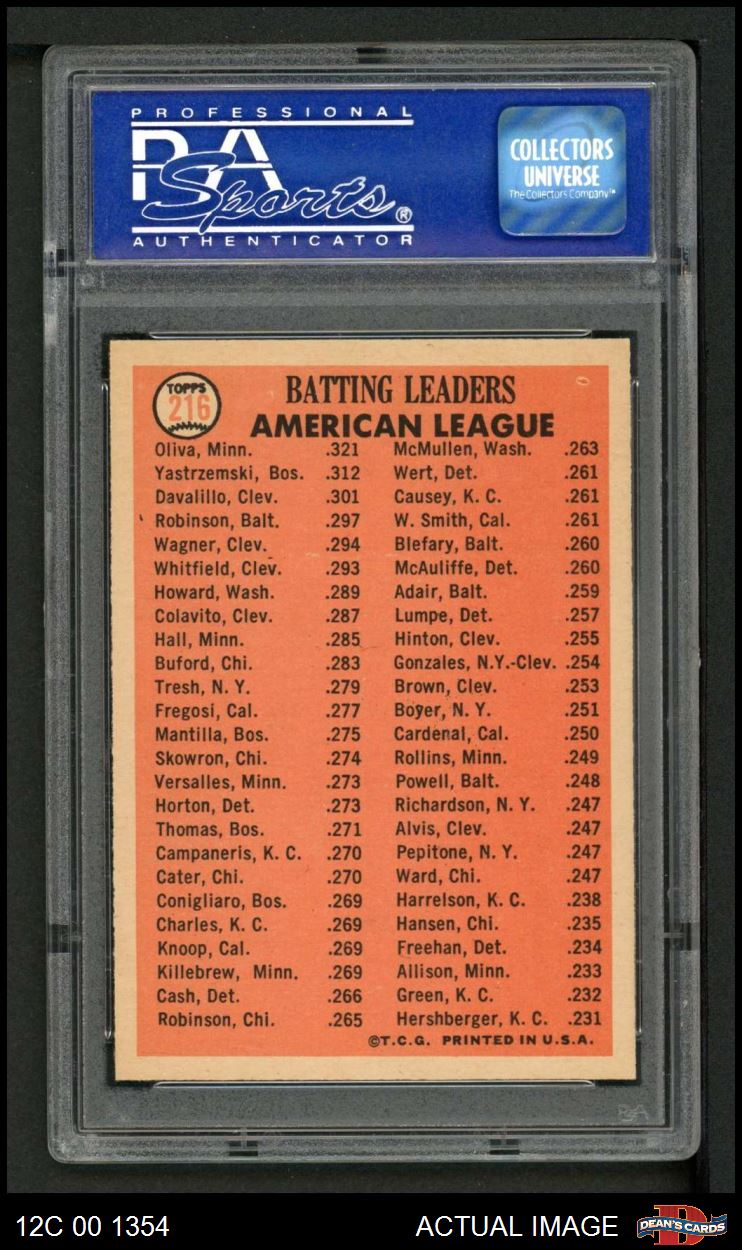 PROFESSIONAL
PSA
Sports®
AUTHENTICATOR
COLLECTORS
UNIVERSE
The Collectors Company™
TOPPS
216
BATTING LEADERS
AMERICAN LEAGUE
Oliva, Minn. .321
Yastrzemski, Bos. .312
Davalillo, Clev. .301
Robinson, Balt. .297
Wagner, Clev. .294
Whitfield, Clev. .293
Howard, Wash. .289
Colavito, Clev. .287
Hall, Minn. .285
Buford, Chi. .283
Tresh, N. Y. .279
Fregosi, Cal. .277
Mantilla, Bos. .275
Skowron, Chi. .274
Versalles, Minn. .273
Horton, Det. .273
Thomas, Bos. .271
Campaneris, K. C. .270
Cater, Chi. .270
Conigliaro, Bos. .269
Charles, K. C. .269
Knoop, Cal. .269
Killebrew, Minn. .269
Cash, Det. .266
Robinson, Chi. .265
McMullen, Wash. .263
Wert, Det. .261
Causey, K. C. .261
W. Smith, Cal. .261
Blefary, Balt. .260
McAuliffe, Det. .260
Adair, Balt. .259
Lumpe, Det. .257
Hinton, Clev. .255
Gonzales, N.Y.-Clev. .254
Brown, Clev. .253
Boyer, N. Y. .251
Cardenal, Cal. .250
Rollins, Minn. .249
Powell, Balt. .248
Richardson, N. Y. .247
Alvis, Clev. .247
Pepitone, N. Y. .247
Ward, Chi. .247
Harrelson, K. C. .238
Hansen, Chi. .235
Freehan, Det. .234
Allison, Minn. .233
Green, K. C. .232
Hershberger, K. C. .231
©T.C.G. PRINTED IN U.S.A.
PSA
12C 00 1354
ACTUAL IMAGE
DEAN'S CARDS